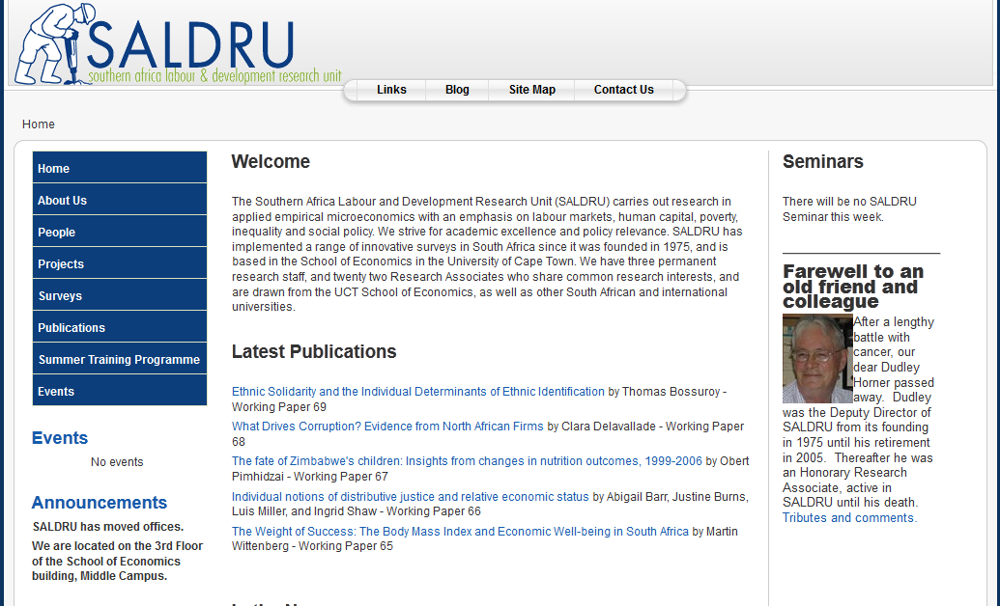 SALDRU
southern africa labour & development research unit
Links
Blog
Site Map
Contact Us
Home
Home
About Us
People
Projects
Surveys
Publications
Summer Training Programme
Events
Events
No events
Announcements
SALDRU has moved offices.
We are located on the 3rd Floor
of the School of Economics
building, Middle Campus.
Welcome
The Southern Africa Labour and Development Research Unit (SALDRU) carries out research in
applied empirical microeconomics with an emphasis on labour markets, human capital, poverty,
inequality and social policy. We strive for academic excellence and policy relevance. SALDRU has
implemented a range of innovative surveys in South Africa since it was founded in 1975, and is
based in the School of Economics in the University of Cape Town. We have three permanent
research staff, and twenty two Research Associates who share common research interests, and
are drawn from the UCT School of Economics, as well as other South African and international
universities.
Latest Publications
Ethnic Solidarity and the Individual Determinants of Ethnic Identification by Thomas Bossuroy -
Working Paper 69
What Drives Corruption? Evidence from North African Firms by Clara Delavallade - Working Paper
68
The fate of Zimbabwe's children: Insights from changes in nutrition outcomes, 1999-2006 by Obert
Pimhidzai - Working Paper 67
Individual notions of distributive justice and relative economic status by Abigail Barr, Justine Burns,
Luis Miller, and Ingrid Shaw - Working Paper 66
The Weight of Success: The Body Mass Index and Economic Well-being in South Africa by Martin
Wittenberg - Working Paper 65
Seminars
There will be no SALDRU
Seminar this week.
Farewell to an
old friend and
colleague
After a lengthy
battle with
cancer, our
dear Dudley
Horner passed
away. Dudley
was the Deputy Director of
SALDRU from its founding
in 1975 until his retirement
in 2005. Thereafter he was
an Honorary Research
Associate, active in
SALDRU until his death.
Tributes and comments.